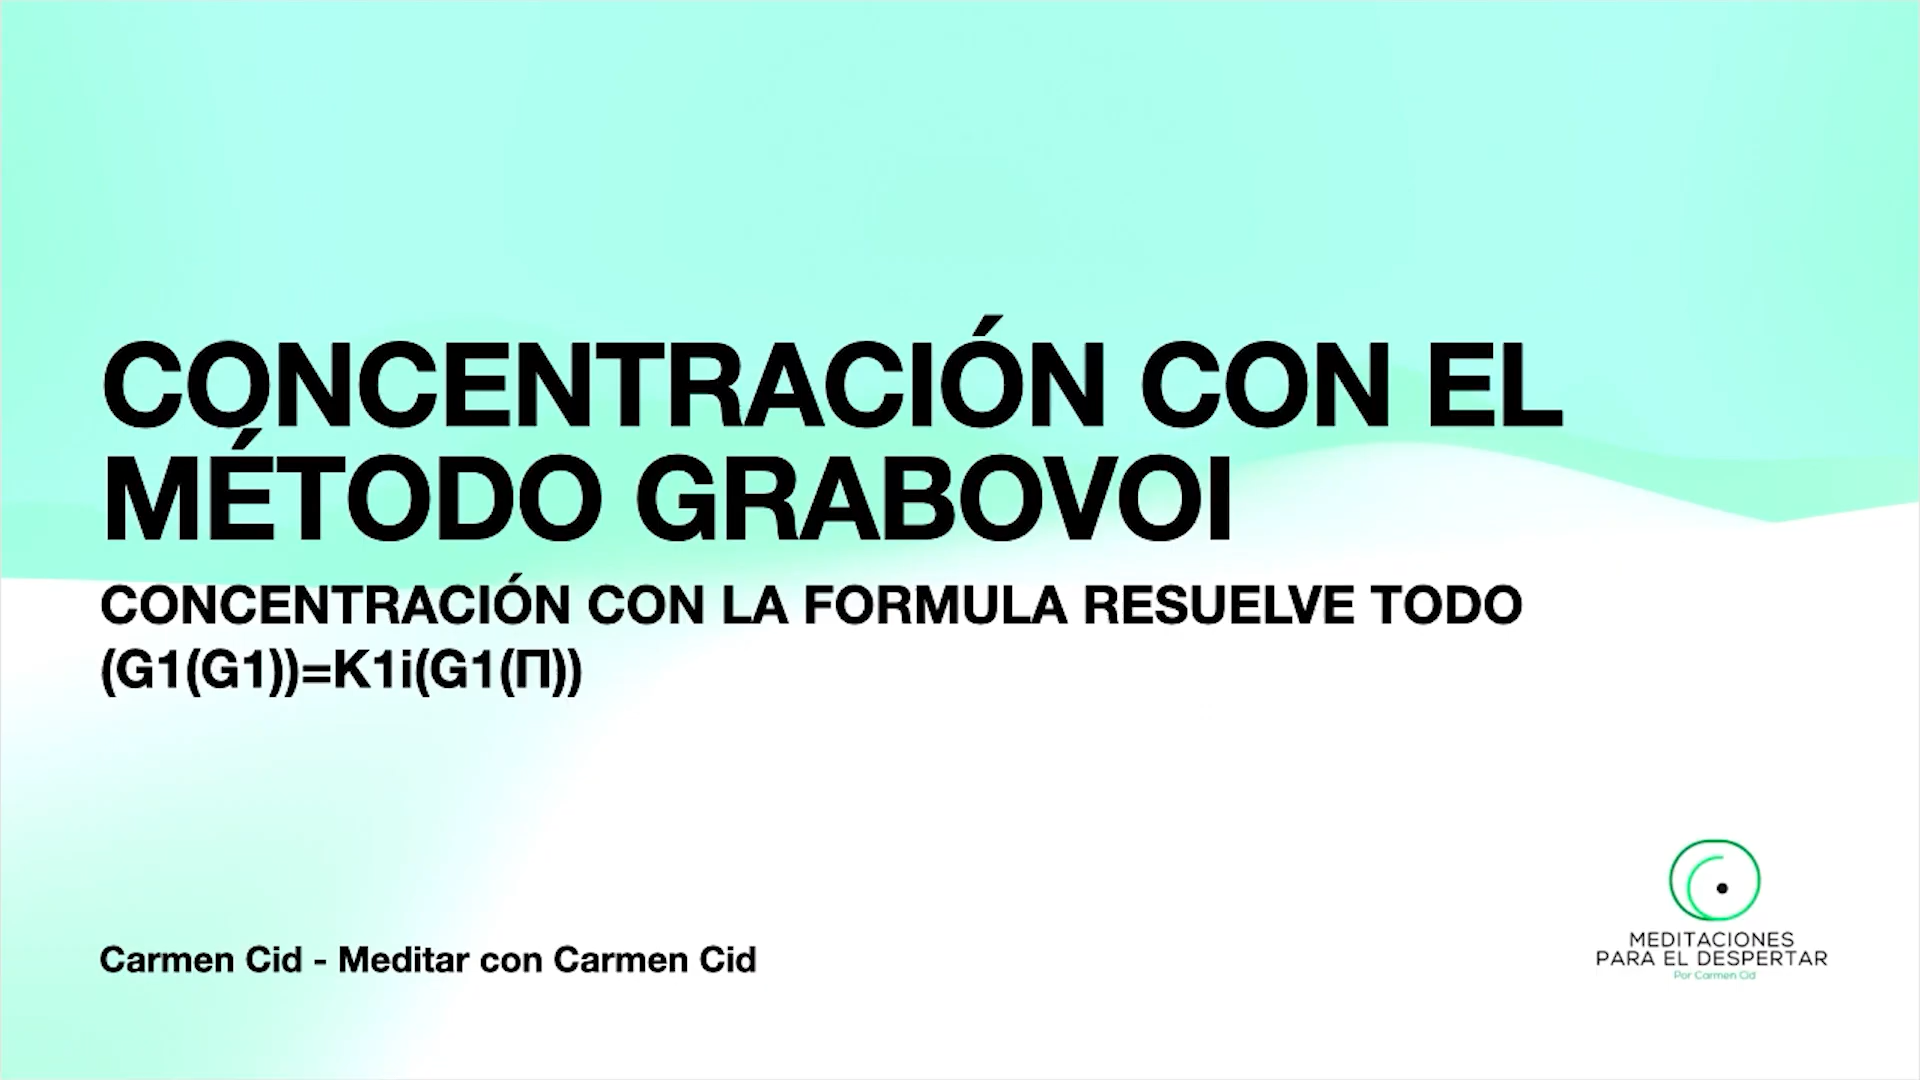 CONCENTRACIÓN CON EL
MÉTODO GRABOVOI
CONCENTRACIÓN CON LA FORMULA RESUELVE TODO
(G1(G1))=K1i(G1(П))
Carmen Cid - Meditar con Carmen Cid
MEDITACIONES
PARA EL DESPERTAR
Por Carmen Cid